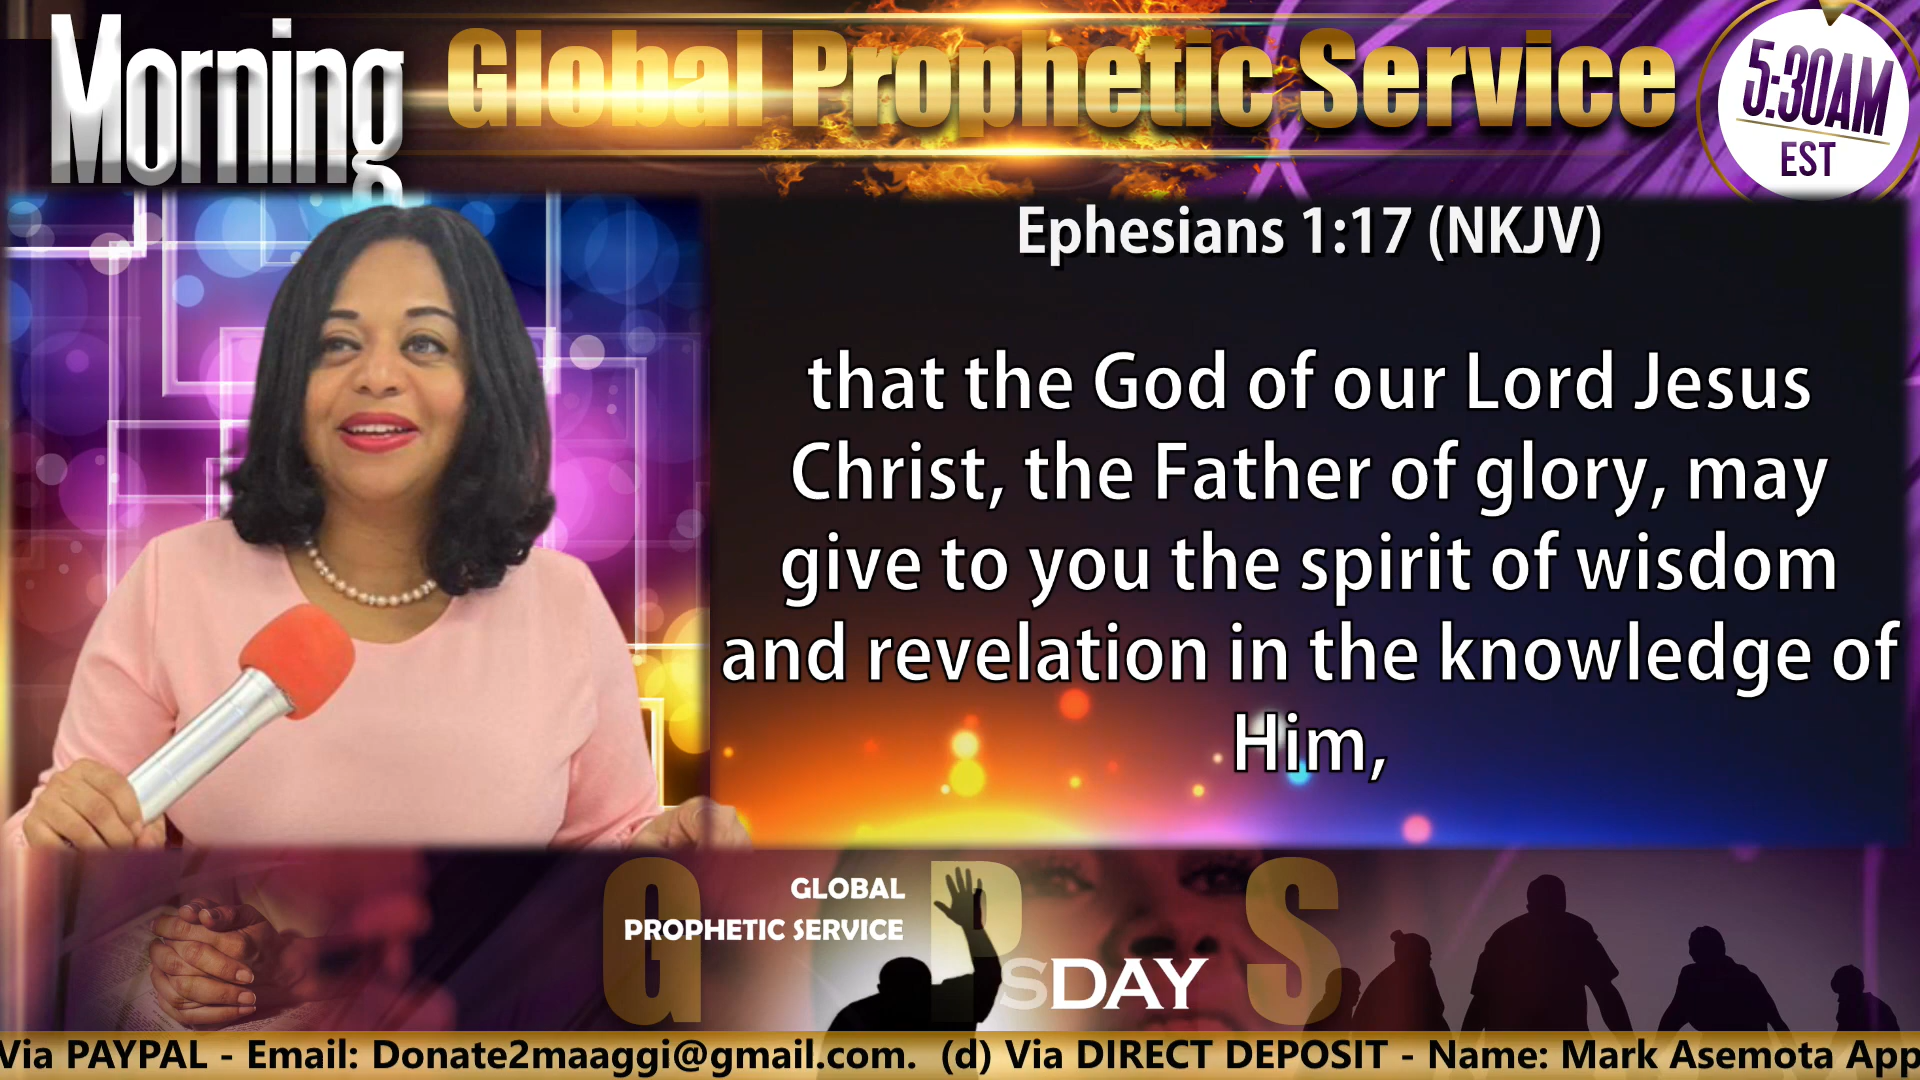 Morning
Global Prophetic Service
5:30AM
EST
Ephesians 1:17 (NKJV)
that the God of our Lord Jesus
Christ, the Father of glory, may
give to you the spirit of wisdom
and revelation in the knowledge of
Him,
G P S
GLOBAL
PROPHETIC SERVICE
SDAY
Via PAYPAL - Email: Donate2maaggi@gmail.com. (d) Via DIRECT DEPOSIT - Name: Mark Asemota App